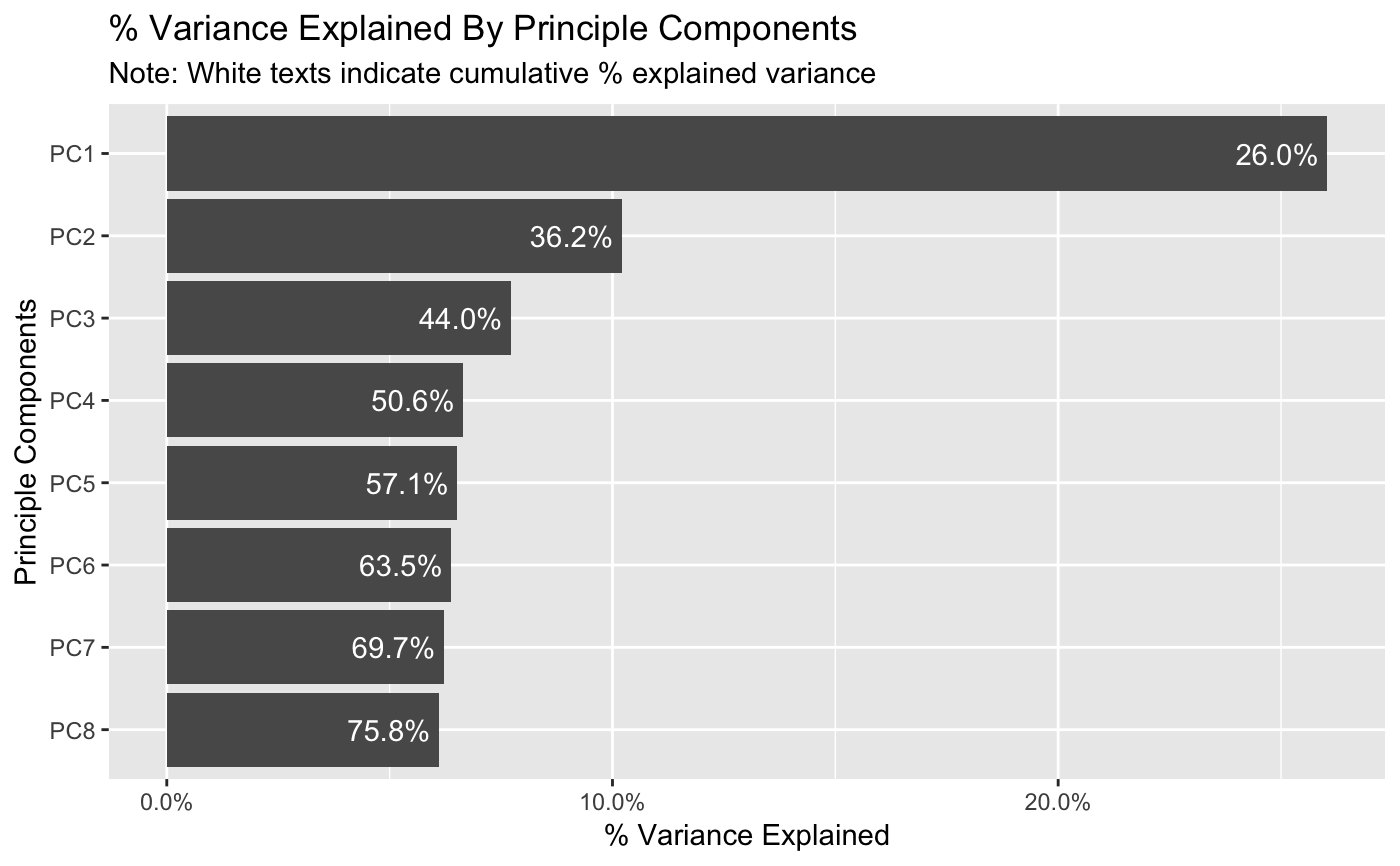 % Variance Explained By Principle Components
Note: White texts indicate cumulative % explained variance
Principle Components
PC1
26.0%
PC2
36.2%
PC3
44.0%
PC4
50.6%
PC5
57.1%
PC6
63.5%
PC7
69.7%
PC8
75.8%
0.0%
10.0%
20.0%
% Variance Explained